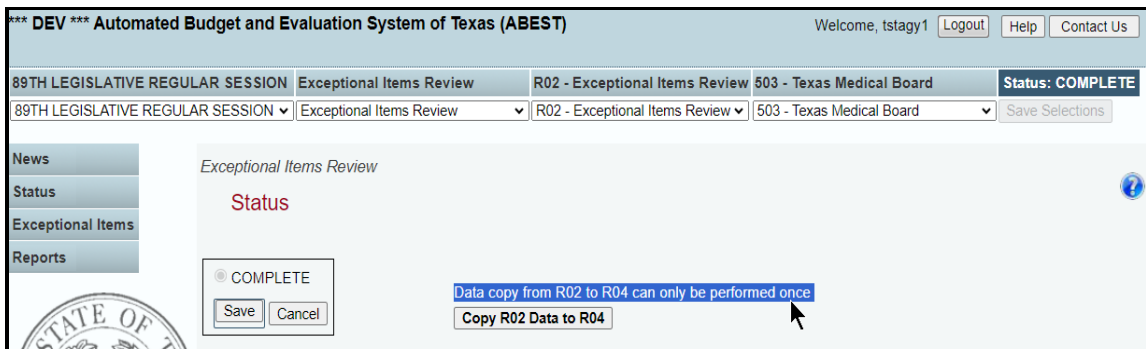 *** DEV *** Automated Budget and Evaluation System of Texas (ABEST)
Welcome, tstagy1 Logout Help Contact Us
89TH LEGISLATIVE REGULAR SESSION Exceptional Items Review R02 - Exceptional Items Review 503 - Texas Medical Board Status: COMPLETE
89TH LEGISLATIVE REGULAR SESSION Exceptional Items Review R02 - Exceptional Items Review 503 - Texas Medical Board Save Selections
News
Exceptional Items Review
Status
Status
Exceptional Items
Reports
COMPLETE
Data copy from R02 to R04 can only be performed once
Save Cancel
Copy R02 Data to R04
STATE OF